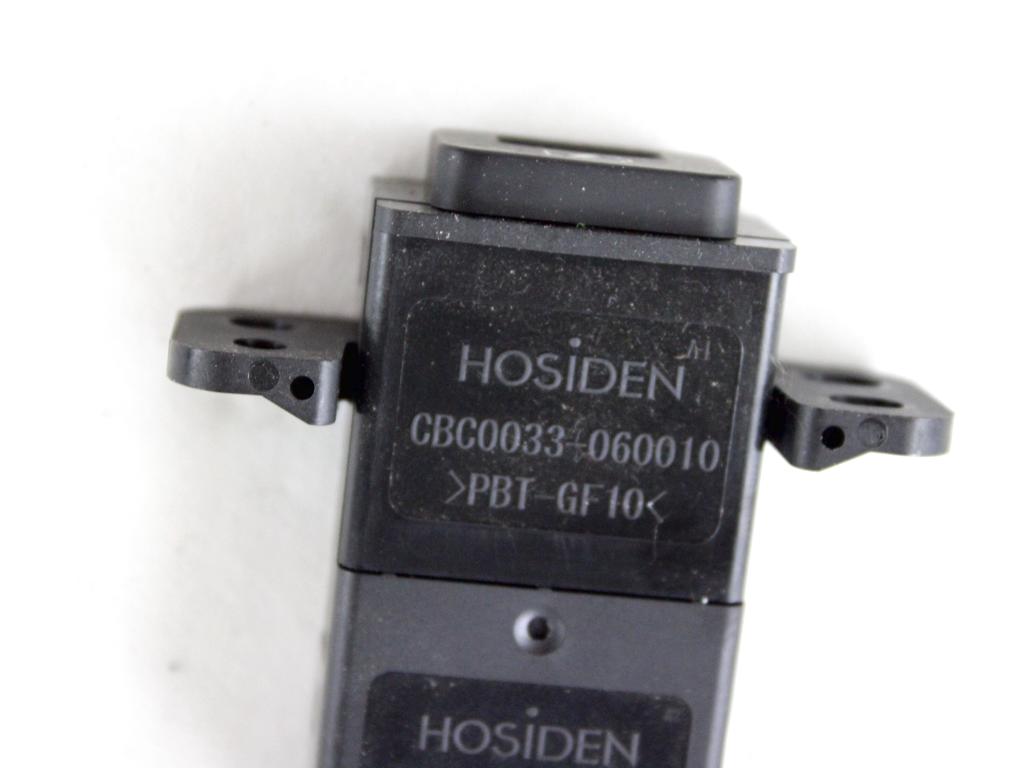 HOSiDEN
CBC0033-060010
>PBT-GF10<
HOSiDEN